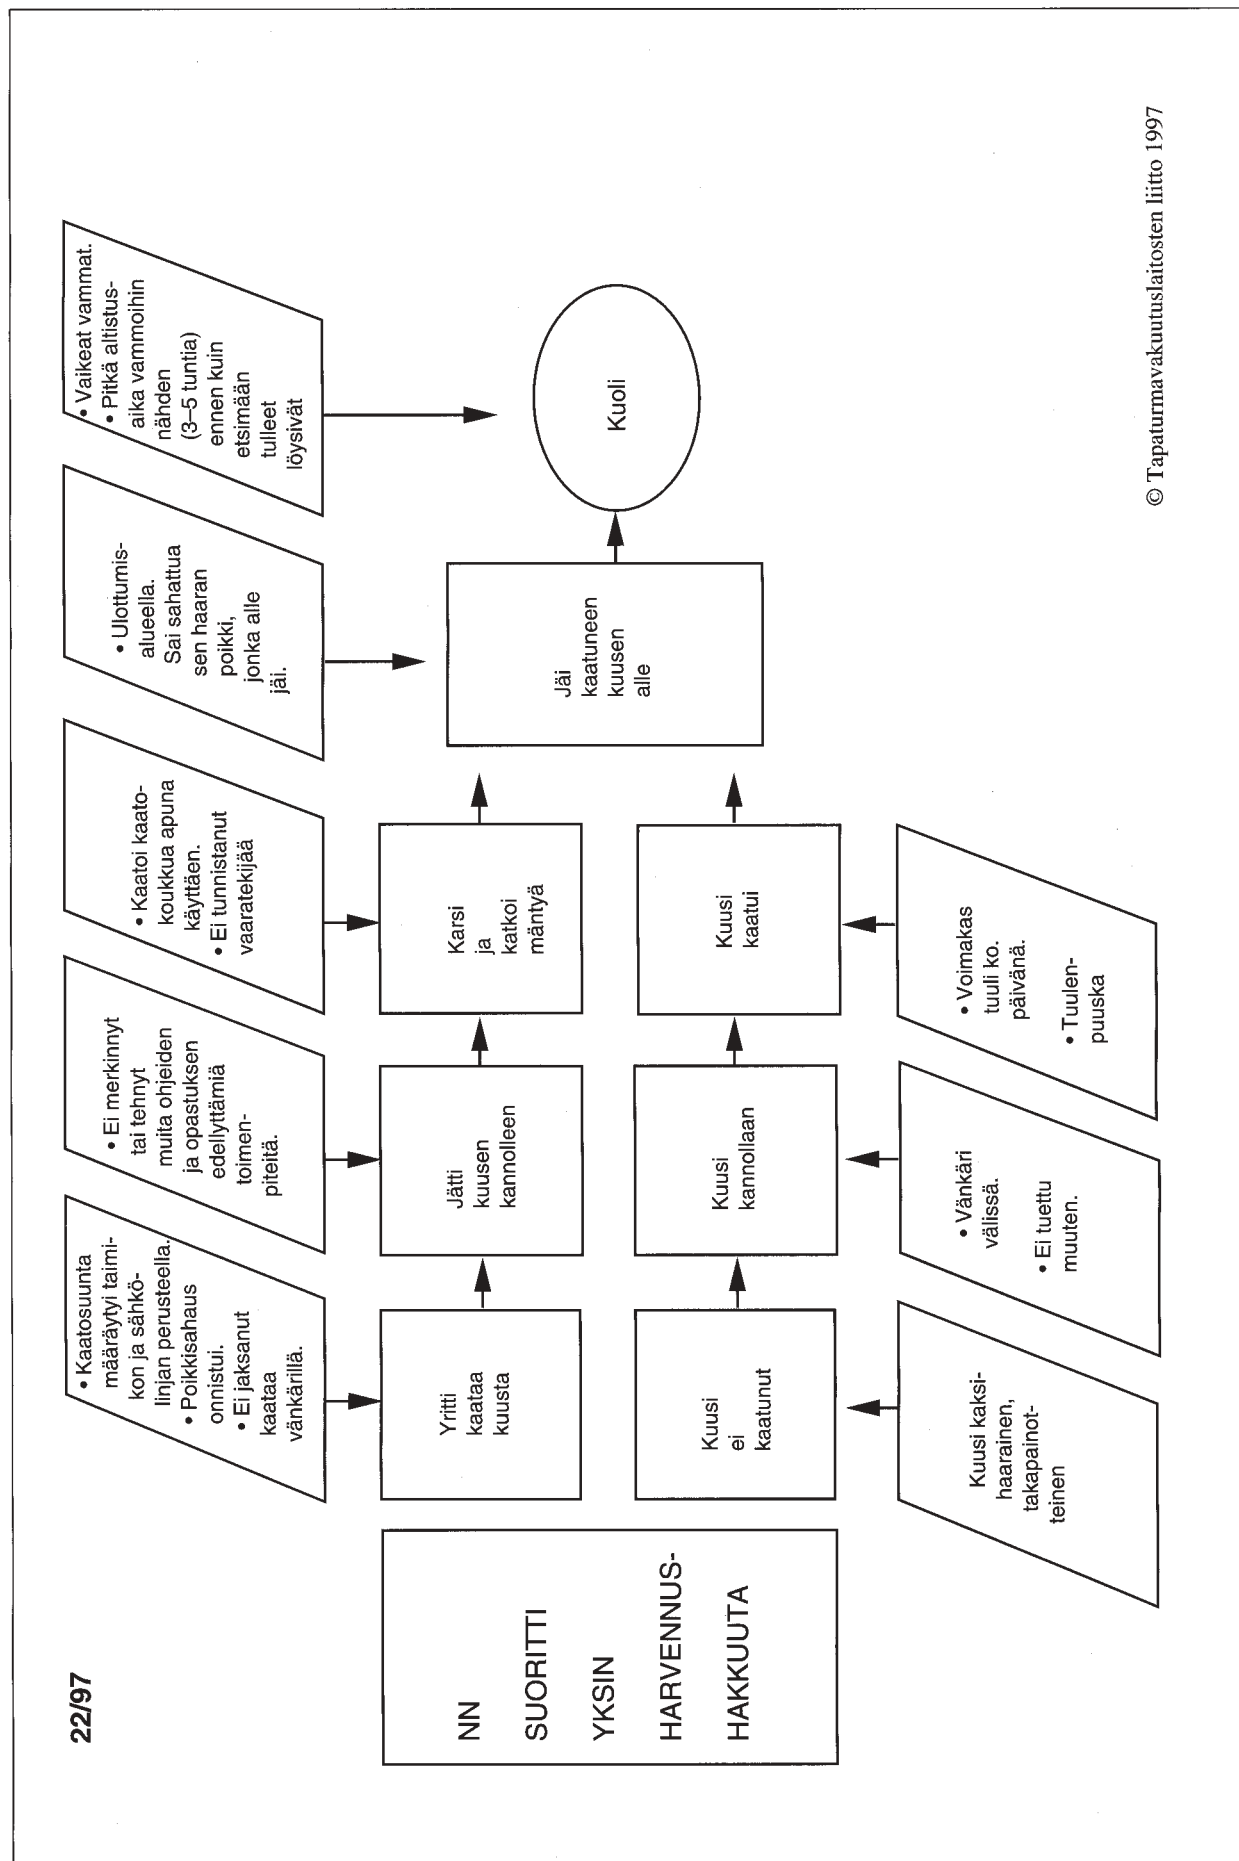 22/97
NN
SUORITTI
YKSIN
HARVENNUS-
HAKKUUTA
• Kaatosuunta
määräytyi taimi-
kon ja sähkö-
linjan perusteella.
• Poikkisahaus
onnistui.
• Ei jaksanut
kaataa
vänkärillä.
• Ei merkinnyt
tai tehnyt
muita ohjeiden
ja opastuksen
edellyttämiä
toimen-
piteitä.
• Kaatoi kaato-
koukkua apuna
käyttäen.
• Ei tunnistanut
vaaratekijää
• Ulottumis-
alueella.
Sai sahattua
sen haaran
poikki,
jonka alle
jäi.
• Vaikeat vammat.
• Pitkä altistus-
aika vammoihin
nähden
(3–5 tuntia)
ennen kuin
etsimään
tulleet
löysivät
Yritti
kaataa
kuusta
Jätti
kuusen
kannolleen
Karsi
ja
katkoi
mäntyä
Jäi
kaatuneen
kuusen
alle
Kuoli
Kuusi
ei
kaatunut
Kuusi
kannollaan
Kuusi
kaatui
Kuusi kaksi-
haarainen,
takapainot-
teinen
• Vänkäri
välissä.
• Ei tuettu
muuten.
• Voimakas
tuuli ko.
päivänä.
• Tuulen-
puuska
© Tapaturmavakuutuslaitosten liitto 1997